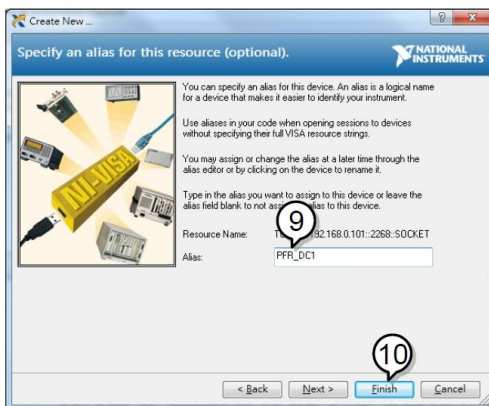 Create New ...
Specify an alias for this resource (optional).
NATIONAL
INSTRUMENTS
You can specify an alias for this device. An alias is a logical name
for a device that makes it easier to identify your instrument.
Use aliases in your code when opening sessions to devices
without specifying their full VISA resource strings.
You may assign or change the alias at a later time through the
alias editor or by clicking on the device to rename it.
Type in the alias you want to assign to this device or leave the
alias field blank to not alias to this device.
NI-VISA
9
Resource Name: 192.168.0.101::2268::SOCKET
Alias: PFR_DC1
10
< Back Next > Finish Cancel